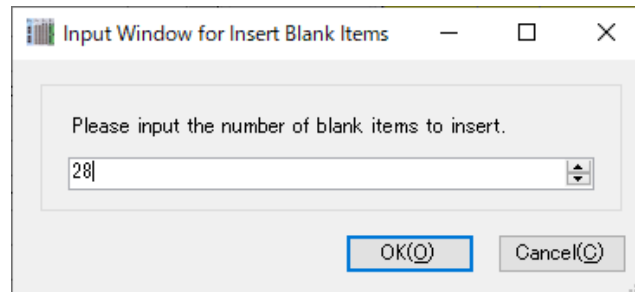 Input Window for Insert Blank Items
Please input the number of blank items to insert.
28
OK(O)
Cancel(C)